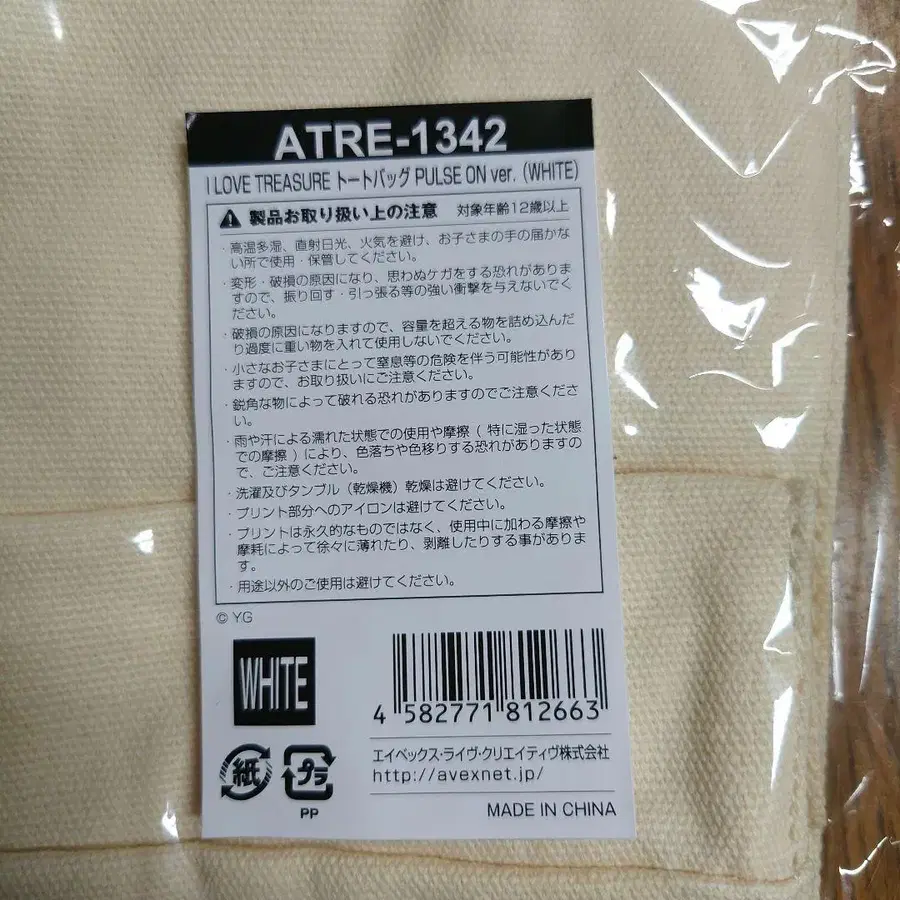 ATRE-1342
I LOVE TREASURE トートバッグ PULSE ON ver. (WHITE)
製品お取り扱い上の注意 対象年齢12歳以上
・高温多湿、直射日光、火気を避け、お子さまの手の届かな
い所で使用・保管してください。
・変形・破損の原因になり、思わぬケガをする恐れがありま
すので、振り回す・引っ張る等の強い衝撃を与えないでく
ださい。
・破損の原因になりますので、容量を超える物を詰め込んだ
り過度に重い物を入れて使用しないでください。
・小さなお子さまにとって窒息等の危険を伴う可能性があり
ますので、お取り扱いにご注意ください。
・鋭角な物によって破れる恐れがありますのでご注意くださ
い。
・雨や汗による濡れた状態での使用や摩擦 ( 特に湿った状態
での摩擦 ) により、色落ちや色移りする恐れがありますの
で、ご注意ください。
・洗濯及びタンブル（乾燥機）乾燥は避けてください。
・プリント部分へのアイロンは避けてください。
・プリントは永久的なものではなく、使用中に加わる摩擦や
摩耗によって徐々に薄れたり、剥離したりする事がありま
す。
・用途以外のご使用は避けてください。
© YG
WHITE
4 582771 812663
紙 プラ
PP
エイベックス・ライヴ・クリエイティヴ株式会社
http://avexnet.jp/
MADE IN CHINA